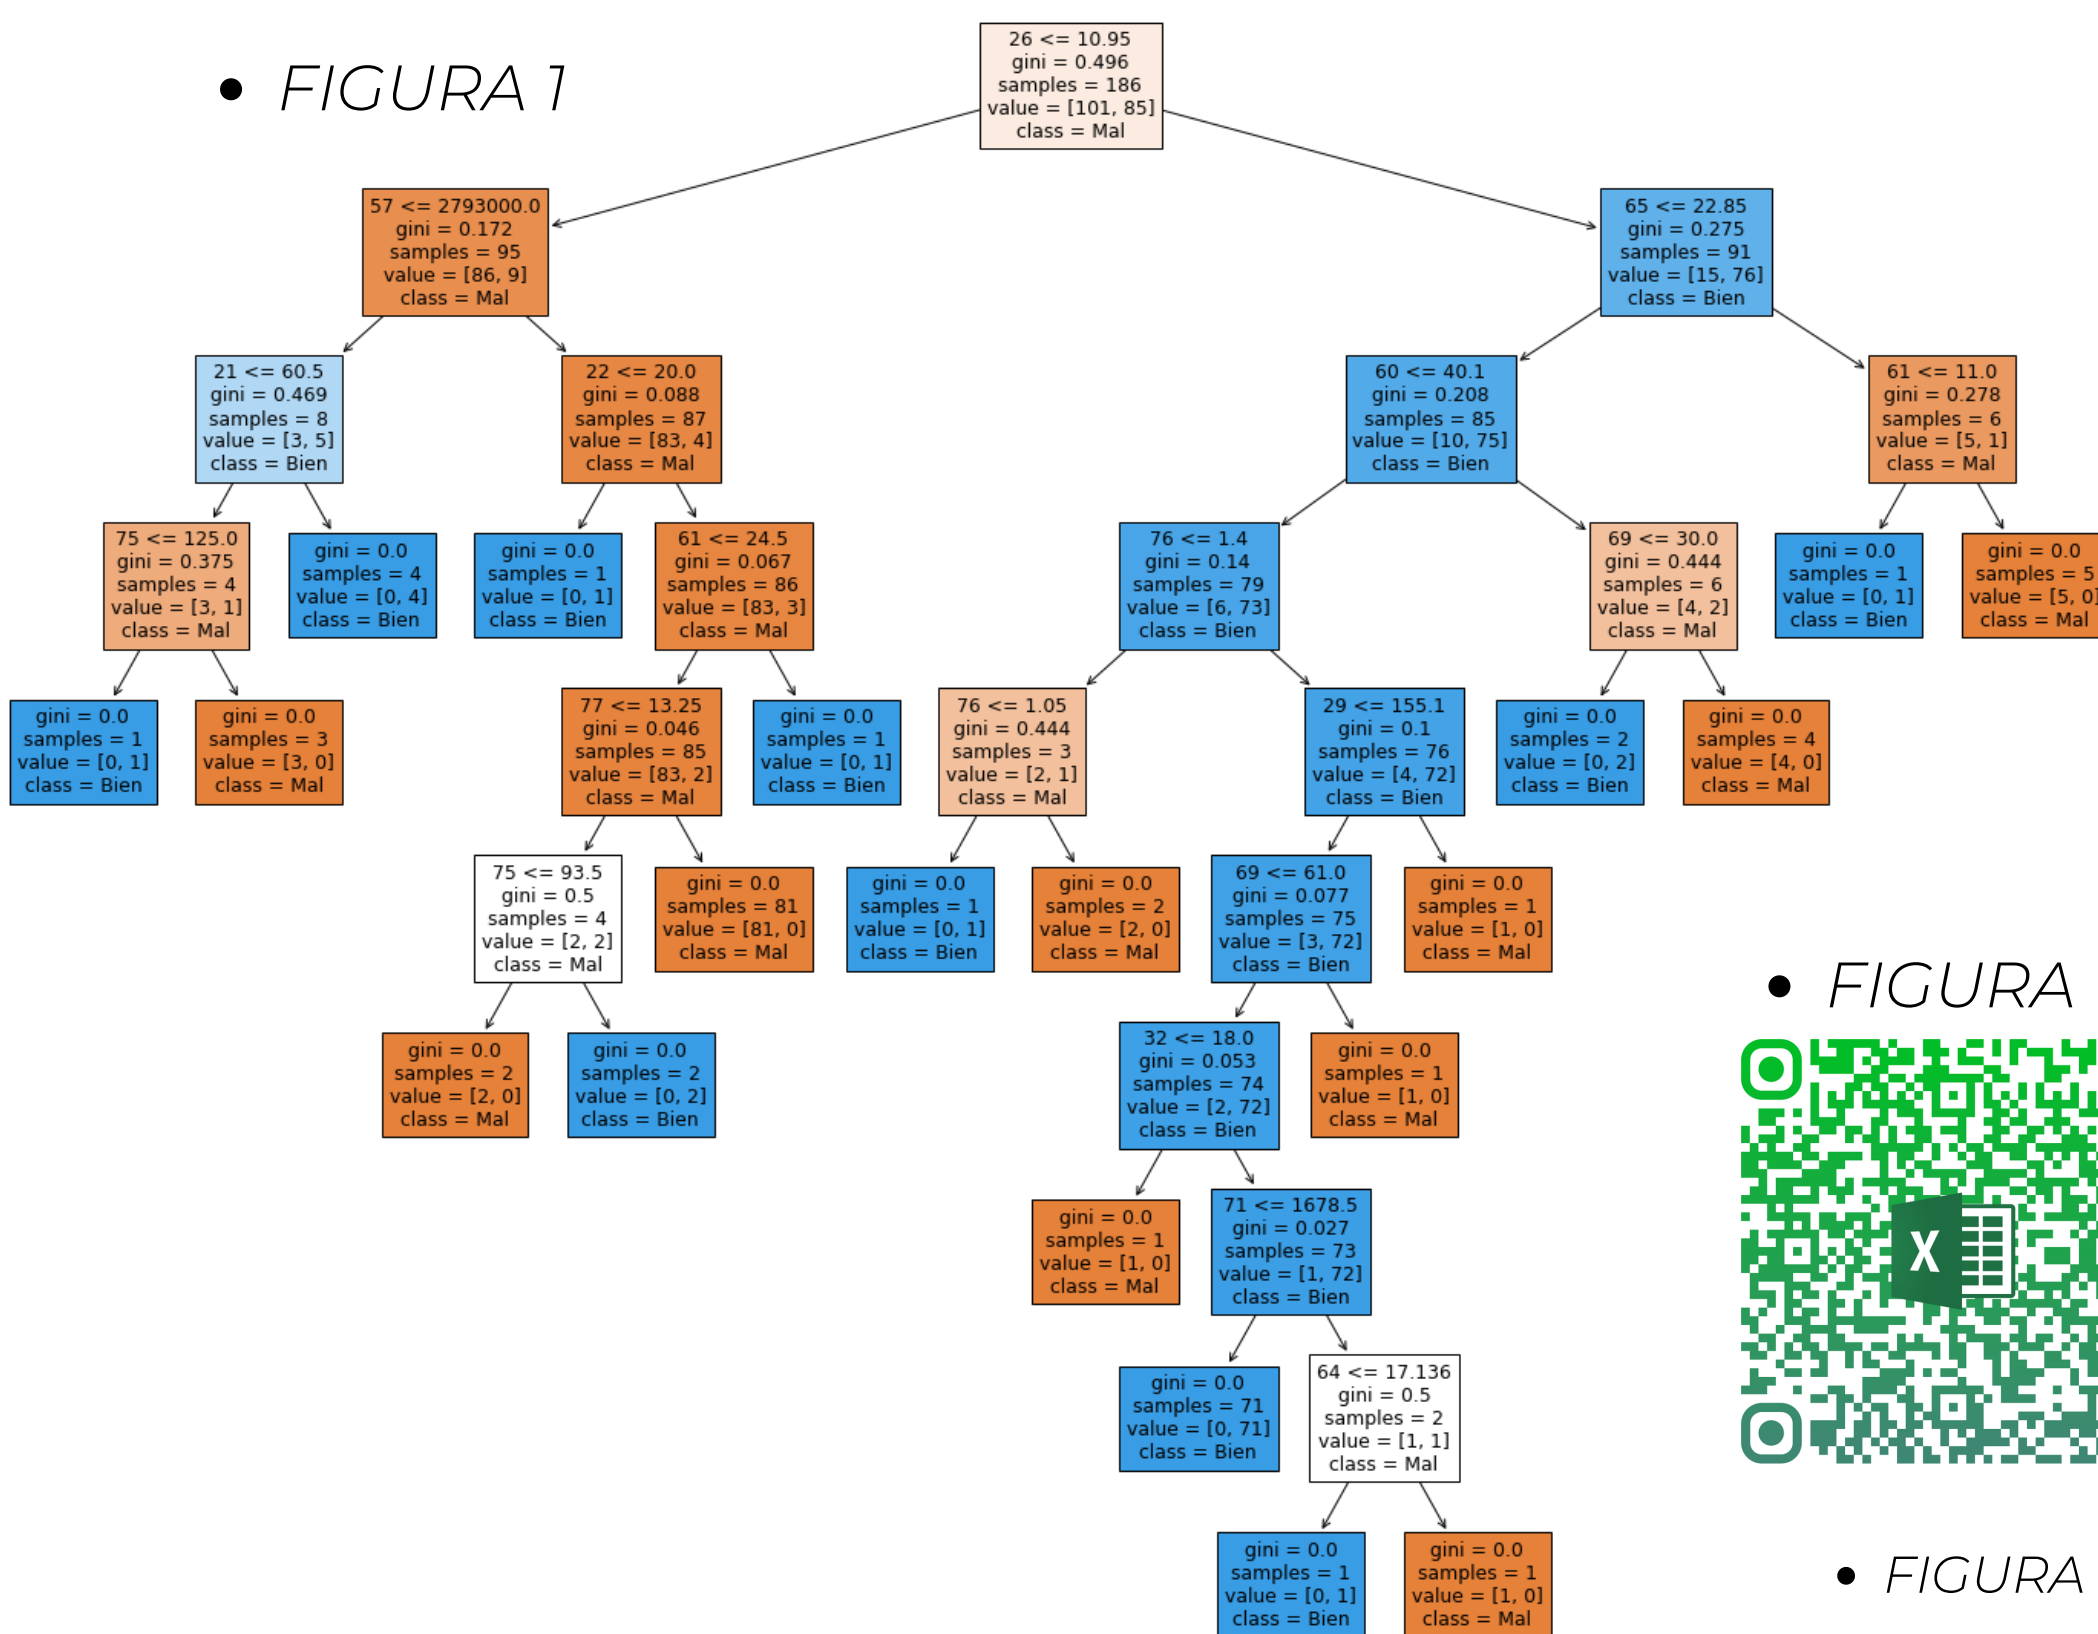 • FIGURA 1
26 <= 10.95
gini = 0.496
samples = 186
value = [101, 85]
class = Mal
57 <= 2793000.0
gini = 0.172
samples = 95
value = [86, 9]
class = Mal
65 <= 22.85
gini = 0.275
samples = 91
value = [15, 76]
class = Bien
21 <= 60.5
gini = 0.469
samples = 8
value = [3, 5]
class = Bien
22 <= 20.0
gini = 0.088
samples = 87
value = [83, 4]
class = Mal
60 <= 40.1
gini = 0.208
samples = 85
value = [10, 75]
class = Bien
61 <= 11.0
gini = 0.278
samples = 6
value = [5, 1]
class = Mal
75 <= 125.0
gini = 0.375
samples = 4
value = [3, 1]
class = Mal
gini = 0.0
samples = 4
value = [0, 4]
class = Bien
gini = 0.0
samples = 1
value = [0, 1]
class = Bien
61 <= 24.5
gini = 0.067
samples = 86
value = [83, 3]
class = Mal
76 <= 1.4
gini = 0.14
samples = 79
value = [6, 73]
class = Bien
69 <= 30.0
gini = 0.444
samples = 6
value = [4, 2]
class = Mal
gini = 0.0
samples = 1
value = [0, 1]
class = Bien
gini = 0.0
samples = 5
value = [5, 0]
class = Mal
gini = 0.0
samples = 1
value = [0, 1]
class = Bien
gini = 0.0
samples = 3
value = [3, 0]
class = Mal
77 <= 13.25
gini = 0.046
samples = 85
value = [83, 2]
class = Mal
gini = 0.0
samples = 1
value = [0, 1]
class = Bien
76 <= 1.05
gini = 0.444
samples = 3
value = [2, 1]
class = Mal
29 <= 155.1
gini = 0.1
samples = 76
value = [4, 72]
class = Bien
gini = 0.0
samples = 2
value = [0, 2]
class = Bien
gini = 0.0
samples = 4
value = [4, 0]
class = Mal
75 <= 93.5
gini = 0.5
samples = 4
value = [2, 2]
class = Mal
gini = 0.0
samples = 81
value = [81, 0]
class = Mal
gini = 0.0
samples = 1
value = [0, 1]
class = Bien
gini = 0.0
samples = 2
value = [2, 0]
class = Mal
69 <= 61.0
gini = 0.077
samples = 75
value = [3, 72]
class = Bien
gini = 0.0
samples = 1
value = [1, 0]
class = Mal
• FIGURA
gini = 0.0
samples = 2
value = [2, 0]
class = Mal
gini = 0.0
samples = 2
value = [0, 2]
class = Bien
32 <= 18.0
gini = 0.053
samples = 74
value = [2, 72]
class = Bien
gini = 0.0
samples = 1
value = [1, 0]
class = Mal
gini = 0.0
samples = 1
value = [1, 0]
class = Mal
71 <= 1678.5
gini = 0.027
samples = 73
value = [1, 72]
class = Bien
X
gini = 0.0
samples = 71
value = [0, 71]
class = Bien
64 <= 17.136
gini = 0.5
samples = 2
value = [1, 1]
class = Mal
gini = 0.0
samples = 1
value = [0, 1]
class = Bien
gini = 0.0
samples = 1
value = [1, 0]
class = Mal
• FIGURA